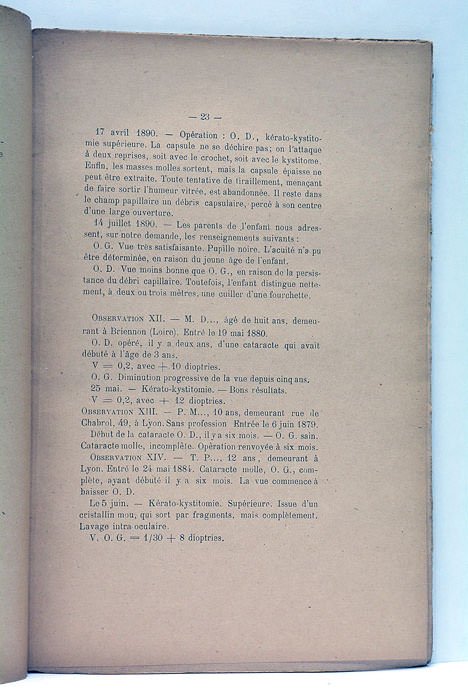 — 23 —
17 avril 1890. — Opération : O. D., kérato-kystito-
mie supérieure. La capsule ne se déchire pas; on l'attaque
à deux reprises, soit avec le crochet, soit avec le kystitome.
Enfin, les masses molles sortent, mais la capsule épaisse ne
peut être extraite. Toute tentative de tiraillement, menaçant
de faire sortir l'humeur vitrée, est abandonnée. Il reste dans
le champ papillaire un débris capsulaire, percé à son centre
d'une large ouverture.
14 juillet 1890. — Les parents de l'enfant nous adres-
sent, sur notre demande, les renseignements suivants :
O. G. Vue très satisfaisante. Pupille noire. L'acuité n'a pu
être déterminée, en raison du jeune âge de l'enfant.
O. D. Vue moins bonne que O. G., en raison de la persis-
tance du débri capillaire. Toutefois, l'enfant distingue nette-
ment, à deux ou trois mètres, une cuiller d'une fourchette.
OBSERVATION XII. — M. D..., âgé de huit ans, demeu-
rant à Briennon (Loire). Entré le 19 mai 1880.
O. D. opéré, il y a deux ans, d'une cataracte qui avait
débuté à l'âge de 3 ans.
V = 0,2, avec + 10 dioptries.
O. G. Diminution progressive de la vue depuis cinq ans.
25 mai. — Kérato-kystitomie. — Bons résultats.
V = 0,2, avec + 12 dioptries.
OBSERVATION XIII. — P. M..., 10 ans, demeurant rue de
Chabrol, 49, à Lyon. Sans profession Entrée le 6 juin 1879.
Début de la cataracte O. D., il y a six mois. — O. G. sain.
Cataracte molle, incomplète. Opération renvoyée à six mois.
OBSERVATION XIV. — T. P..., 12 ans, demeurant à
Lyon. Entré le 24 mai 1884. Cataracte molle, O. G., com-
plète, ayant débuté il y a six mois. La vue commence à
baisser O. D.
Le 5 juin. — Kérato-kystitomie. Supérieure. Issue d'un
cristallin mou, qui sort par fragments, mais complètement.
Lavage intra oculaire.
V. O. G. = 1/30 + 8 dioptries.